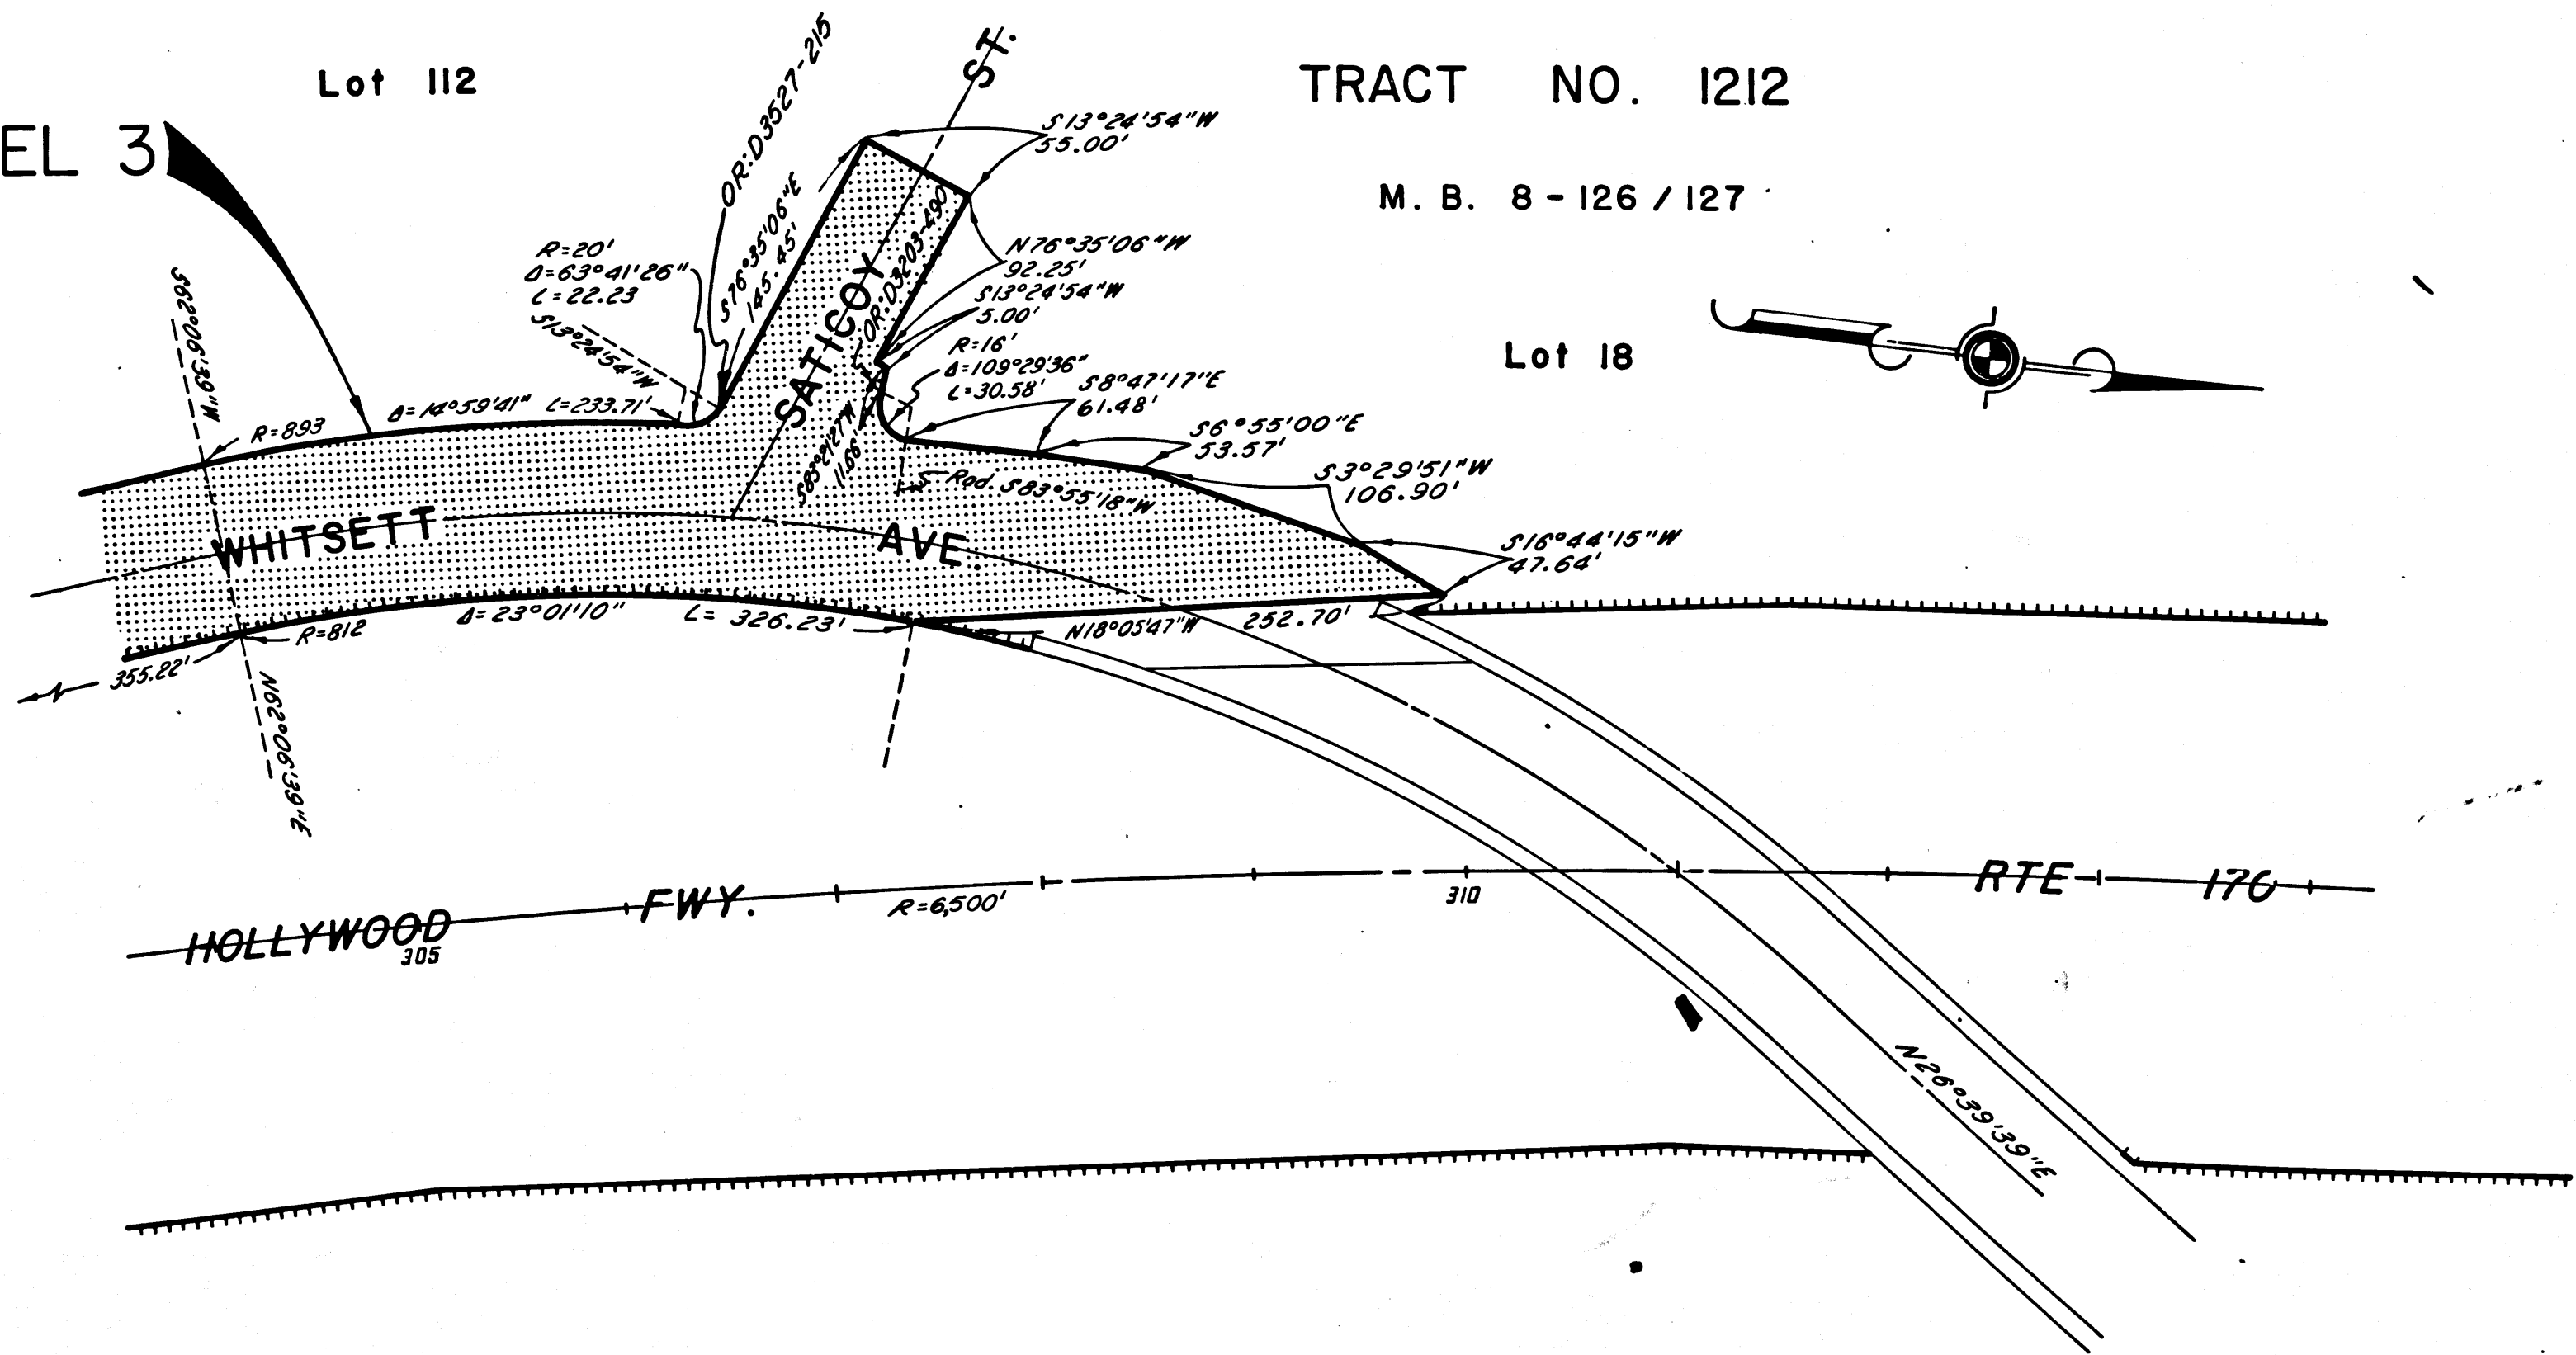 Lot 112
TRACT NO. 1212
EL 3
M. B. 8-126/127
Lot 18
OR:D3527-215
ST.
S13°24'54"W
55.00'
S76°35'06"E
145.45'
R=20'
Δ=63°41'26"
L=22.23
S13°24'54"W
SATICOY
OR:D3203-490
N76°35'06"W
92.25'
S13°24'54"W
5.00'
R=16'
Δ=109°29'36"
L=30.58'
S8°47'17"E
61.48'
S6°55'00"E
53.57'
S3°29'51"W
106.90'
S16°44'15"W
47.64'
S62°06'39"W
R=893
Δ=14°59'41" L=233.71'
S83°21'27"W
11.66'
Rad. S83°55'18"W
WHITSETT AVE.
R=812
Δ=23°01'10" L=326.23'
N18°05'47"W 252.70'
355.22'
N62°06'39"E
HOLLYWOOD FWY.
305
R=6,500'
310
RTE 170
N26°39'39"E